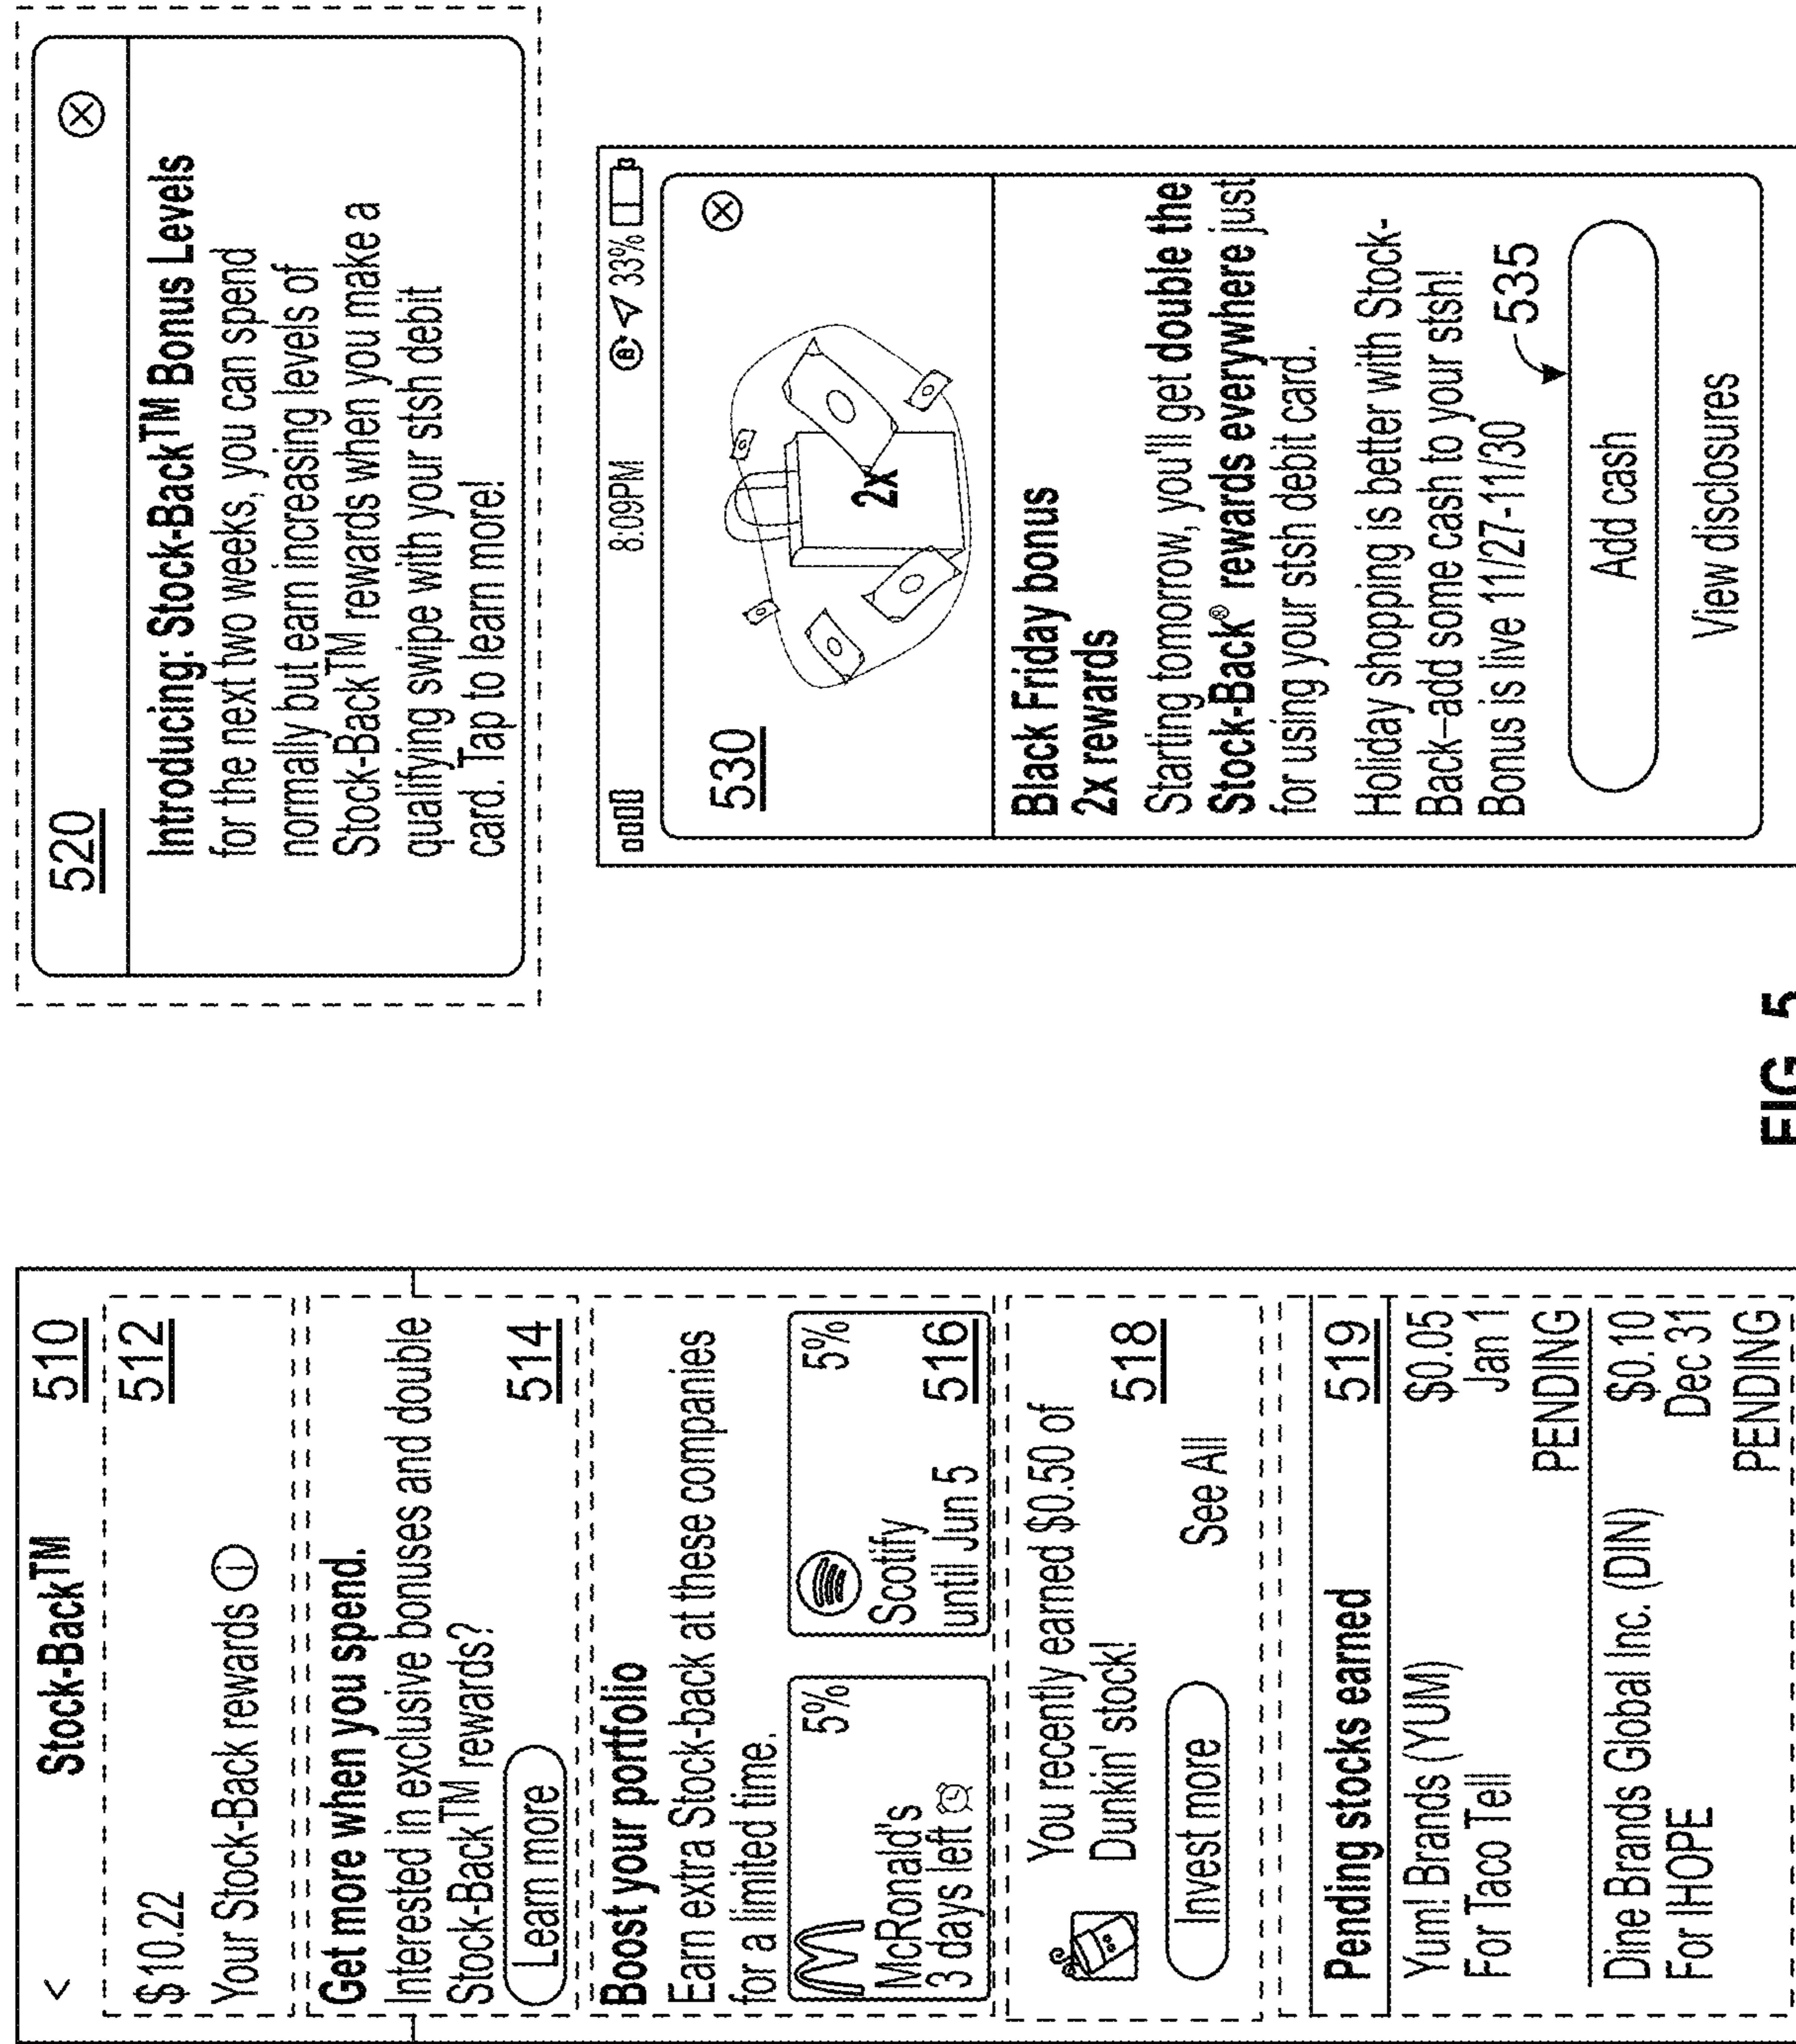 < Stock-Back™ 510
$10.22 512
Your Stock-Back rewards i
Get more when you spend.
Interested in exclusive bonuses and double
Stock-Back™ rewards?
Learn more 514
Boost your portfolio
Earn extra Stock-back at these companies
for a limited time.
5%
McRonald's
3 days left
5%
Scotify
until Jun 5
516
You recently earned $0.50 of
Dunkin' stock!
518
Invest more See All
Pending stocks earned 519
Yum! Brands (YUM) $0.05
For Taco Tell Jan 1
PENDING
Dine Brands Global Inc. (DIN) $0.10
For IHOPE Dec 31
PENDING
520
Introducing: Stock-Back™ Bonus Levels
for the next two weeks, you can spend
normally but earn increasing levels of
Stock-Back™ rewards when you make a
qualifying swipe with your stsh debit
card. Tap to learn more!
8:09PM 33%
530
2x
Black Friday bonus
2x rewards
Starting tomorrow, you'll get double the
Stock-Back® rewards everywhere just
for using your stsh debit card.
Holiday shopping is better with Stock-
Back–add some cash to your stsh!
Bonus is live 11/27-11/30
535
Add cash
View disclosures
FIG. 5